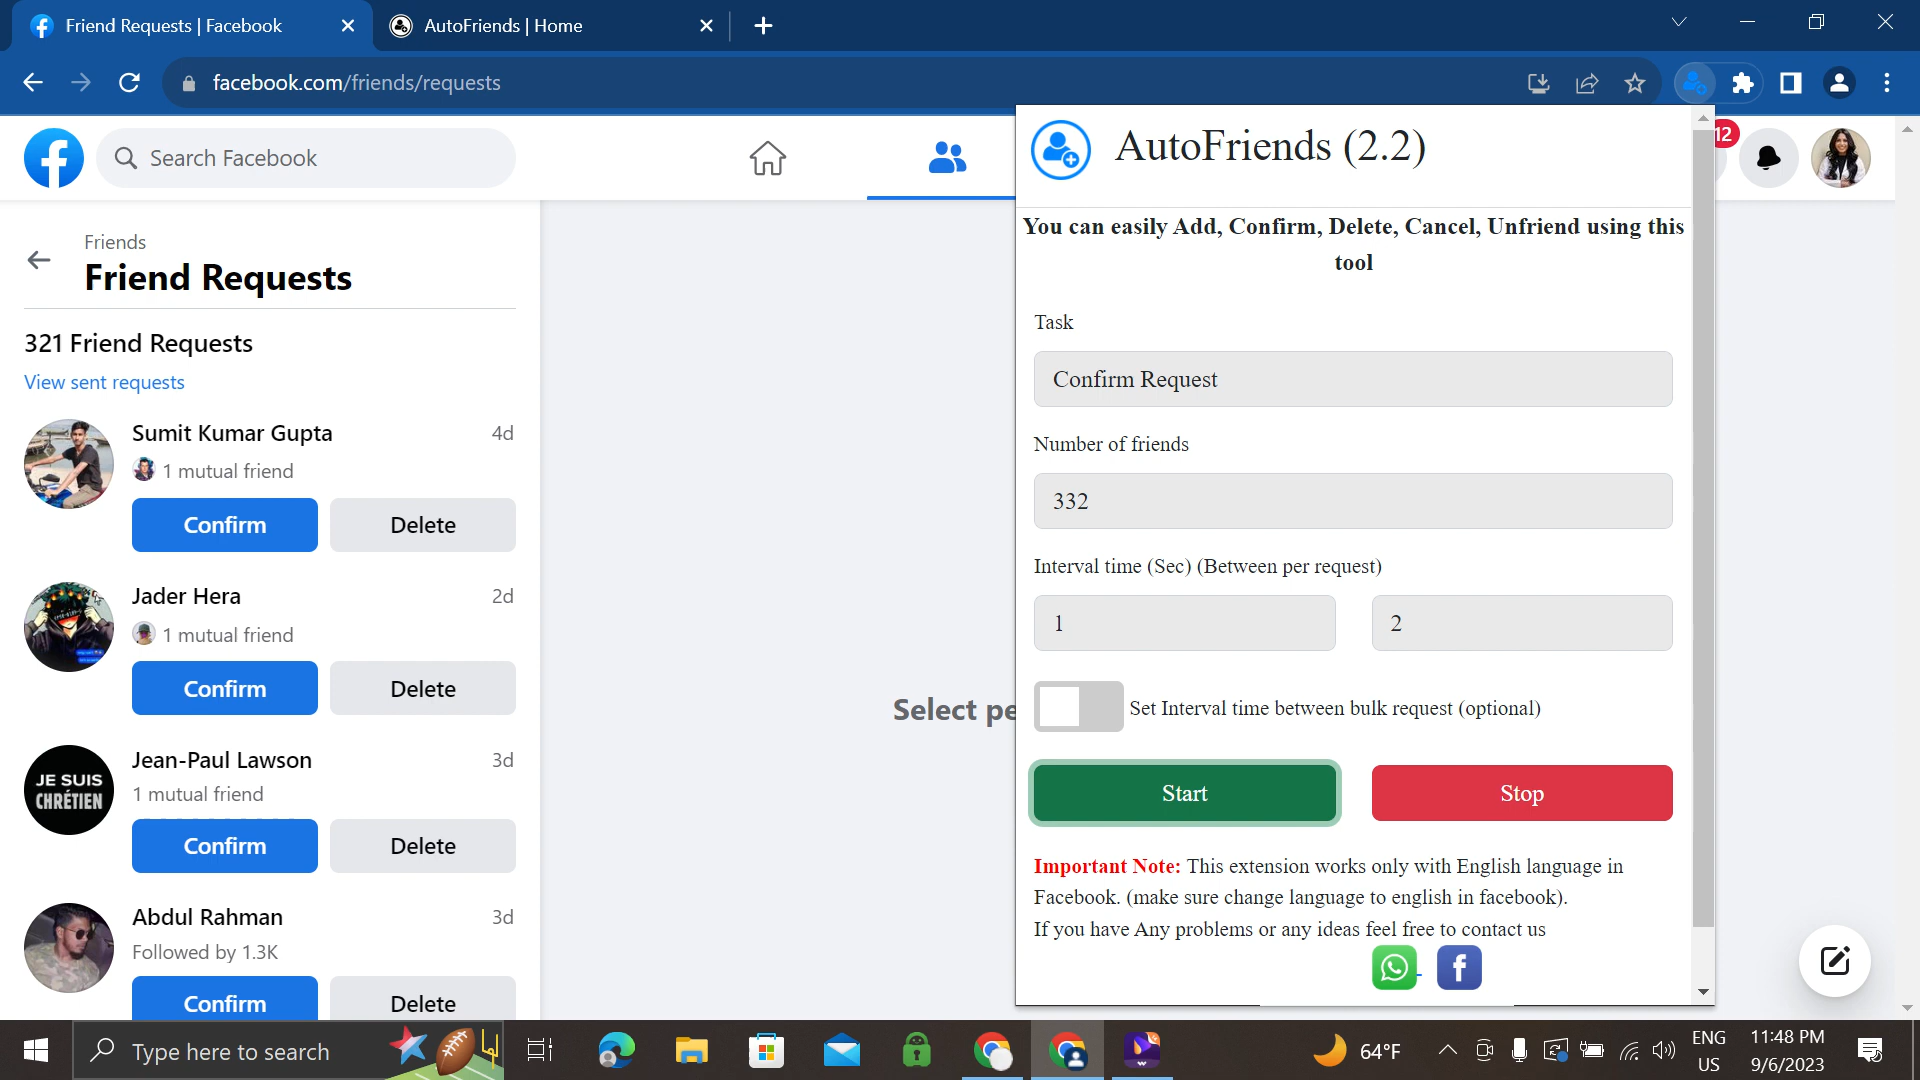 Friend Requests | Facebook
AutoFriends | Home
facebook.com/friends/requests
Search Facebook
12
Friends
Friend Requests
321 Friend Requests
View sent requests
Sumit Kumar Gupta 4d
1 mutual friend
Confirm Delete
Jader Hera 2d
1 mutual friend
Confirm Delete
JE SUIS
CHRÉTIEN
Jean-Paul Lawson 3d
1 mutual friend
Confirm Delete
Abdul Rahman 3d
Followed by 1.3K
Confirm Delete
Select pe
AutoFriends (2.2)
You can easily Add, Confirm, Delete, Cancel, Unfriend using this
tool
Task
Confirm Request
Number of friends
332
Interval time (Sec) (Between per request)
1 2
Set Interval time between bulk request (optional)
Start Stop
Important Note: This extension works only with English language in
Facebook. (make sure change language to english in facebook).
If you have Any problems or any ideas feel free to contact us
Type here to search
64°F
ENG
US
11:48 PM
9/6/2023